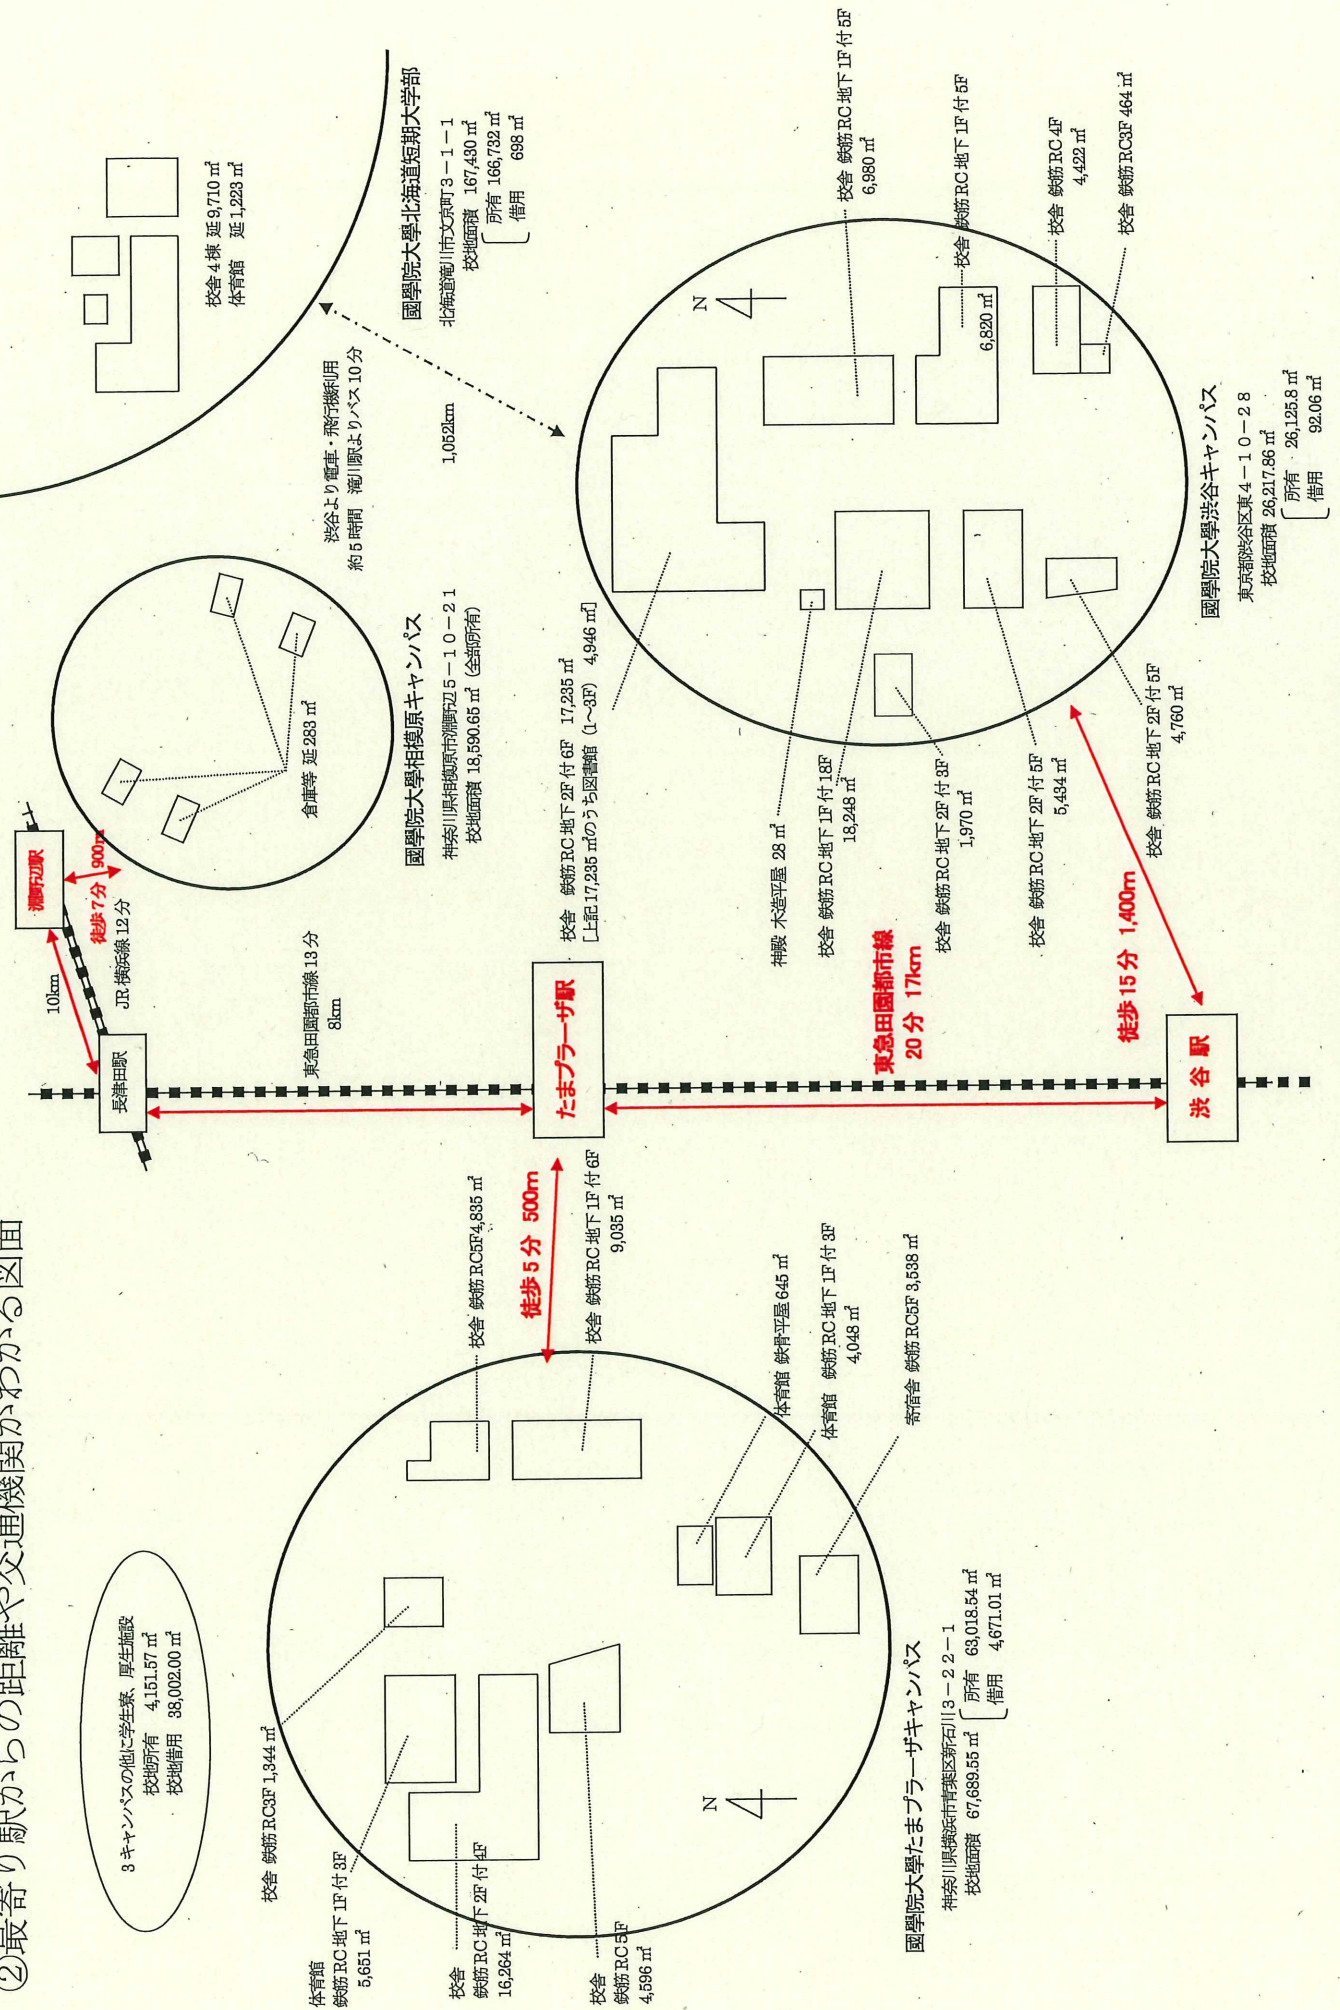 ②最寄り駅からの距離や交通機関がわかる図面
3キャンパスの他に学生寮、厚生施設
校地所有 4,151.57㎡
校地借用 38,002.00㎡
校舎 鉄筋RC3F 1,344㎡
体育館
鉄筋RC地下1F付3F
5,651㎡
校舎
鉄筋RC地下2F付4F
16,264㎡
校舎
鉄筋RC5F
4,596㎡
N
校舎 鉄筋RC5F4,835㎡
徒歩5分 500m
校舎 鉄筋RC地下1F付6F
9,035㎡
体育館 鉄骨平屋645㎡
体育館 鉄筋RC地下1F付3F
4,048㎡
寄宿舎 鉄筋RC5F 3,538㎡
國學院大學たまプラーザキャンパス
神奈川県横浜市青葉区新石川3－22－1
校地面積 67,689.55㎡
所有 63,018.54㎡
借用 4,671.01㎡
長津田駅
10km
JR横浜線12分
淵野辺駅
徒歩7分 900m
東急田園都市線13分
8km
たまプラーザ駅
東急田園都市線
20分 17km
渋谷駅
徒歩15分 1,400m
倉庫等 延283㎡
國學院大學相模原キャンパス
神奈川県相模原市淵野辺5－10－21
校地面積 18,590.65㎡（全部所有）
校舎4棟 延9,710㎡
体育館 延1,223㎡
國學院大學北海道短期大学部
北海道滝川市文京町3－1－1
校地面積 167,430㎡
所有 166,732㎡
借用 698㎡
渋谷より電車・飛行機利用
約5時間 滝川駅よりバス10分
1,052km
校舎 鉄筋RC地下2F付6F 17,235㎡
[上記17,235㎡のうち図書館（1～3F） 4,946㎡]
神殿 木造平屋 28㎡
校舎 鉄筋RC地下1F付18F
18,248㎡
校舎 鉄筋RC地下2F付3F
1,970㎡
校舎 鉄筋RC地下2F付5F
5,434㎡
校舎 鉄筋RC地下2F付5F
4,760㎡
N
校舎 鉄筋RC地下1F付5F
6,980㎡
校舎 鉄筋RC地下1F付5F
6,820㎡
校舎 鉄筋RC4F
4,422㎡
校舎 鉄筋RC3F 464㎡
國學院大學渋谷キャンパス
東京都渋谷区東4－10－28
校地面積 26,217.86㎡
所有 26,125.8㎡
借用 92.06㎡